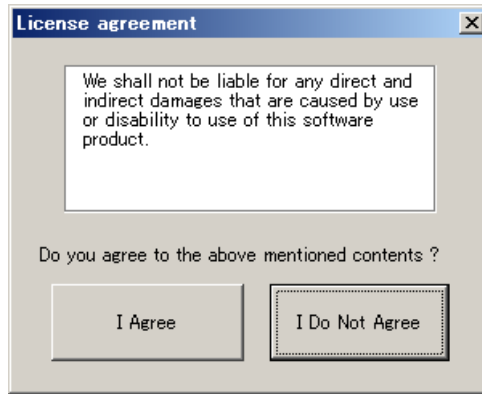 License agreement
We shall not be liable for any direct and
indirect damages that are caused by use
or disability to use of this software
product.
Do you agree to the above mentioned contents ?
I Agree
I Do Not Agree